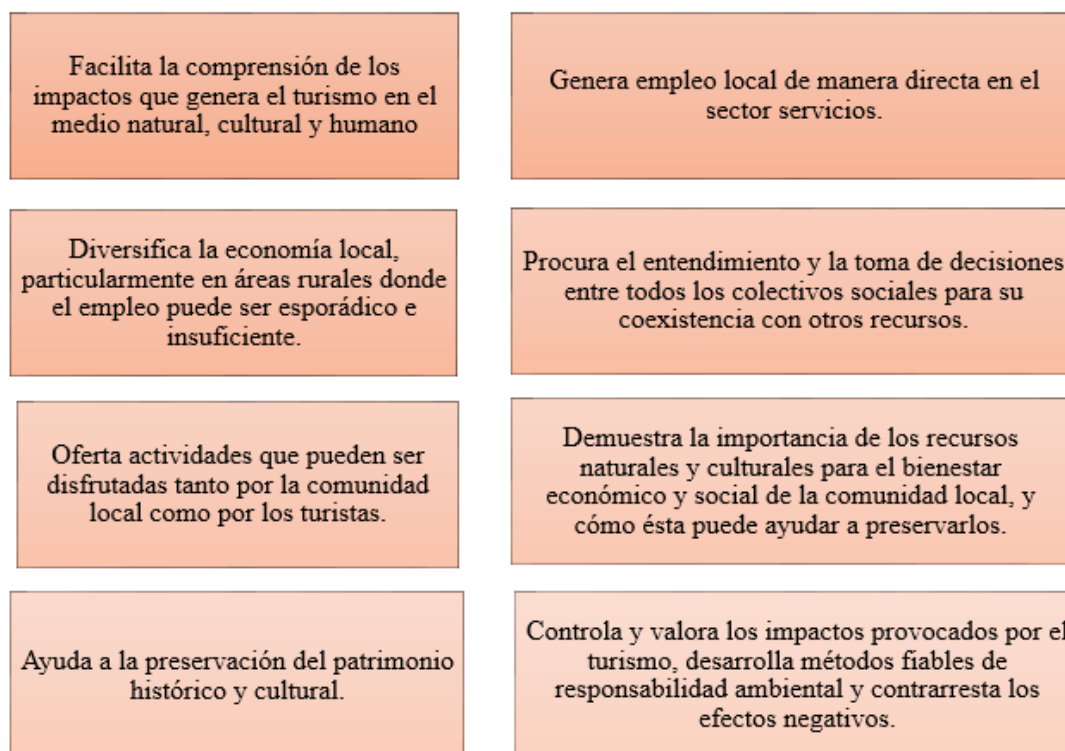 Facilita la comprensión de los
impactos que genera el turismo en el
medio natural, cultural y humano
Genera empleo local de manera directa en el
sector servicios.
Diversifica la economía local,
particularmente en áreas rurales donde
el empleo puede ser esporádico e
insuficiente.
Procura el entendimiento y la toma de decisiones
entre todos los colectivos sociales para su
coexistencia con otros recursos.
Oferta actividades que pueden ser
disfrutadas tanto por la comunidad
local como por los turistas.
Demuestra la importancia de los recursos
naturales y culturales para el bienestar
económico y social de la comunidad local, y
cómo ésta puede ayudar a preservarlos.
Ayuda a la preservación del patrimonio
histórico y cultural.
Controla y valora los impactos provocados por el
turismo, desarrolla métodos fiables de
responsabilidad ambiental y contrarresta los
efectos negativos.